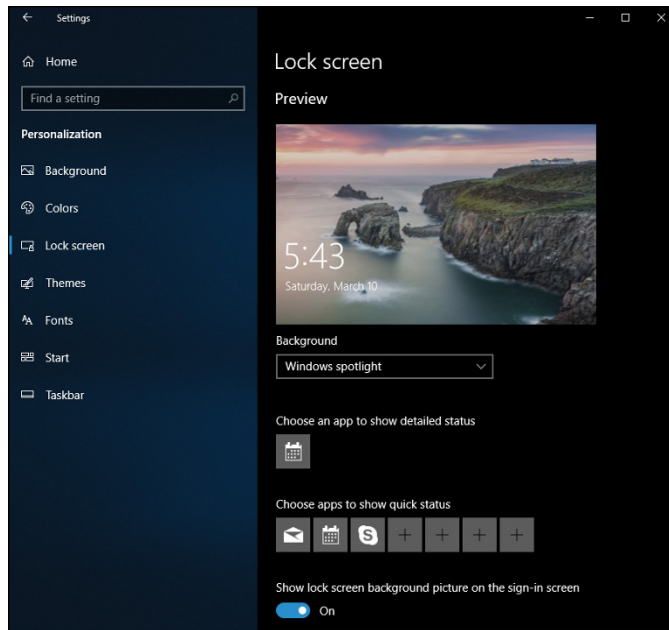 Settings
Home
Find a setting
Personalization
Background
Colors
Lock screen
Themes
Fonts
Start
Taskbar
Lock screen
Preview
5:43
Saturday, March 10
Background
Windows spotlight
Choose an app to show detailed status
Choose apps to show quick status
Show lock screen background picture on the sign-in screen
On